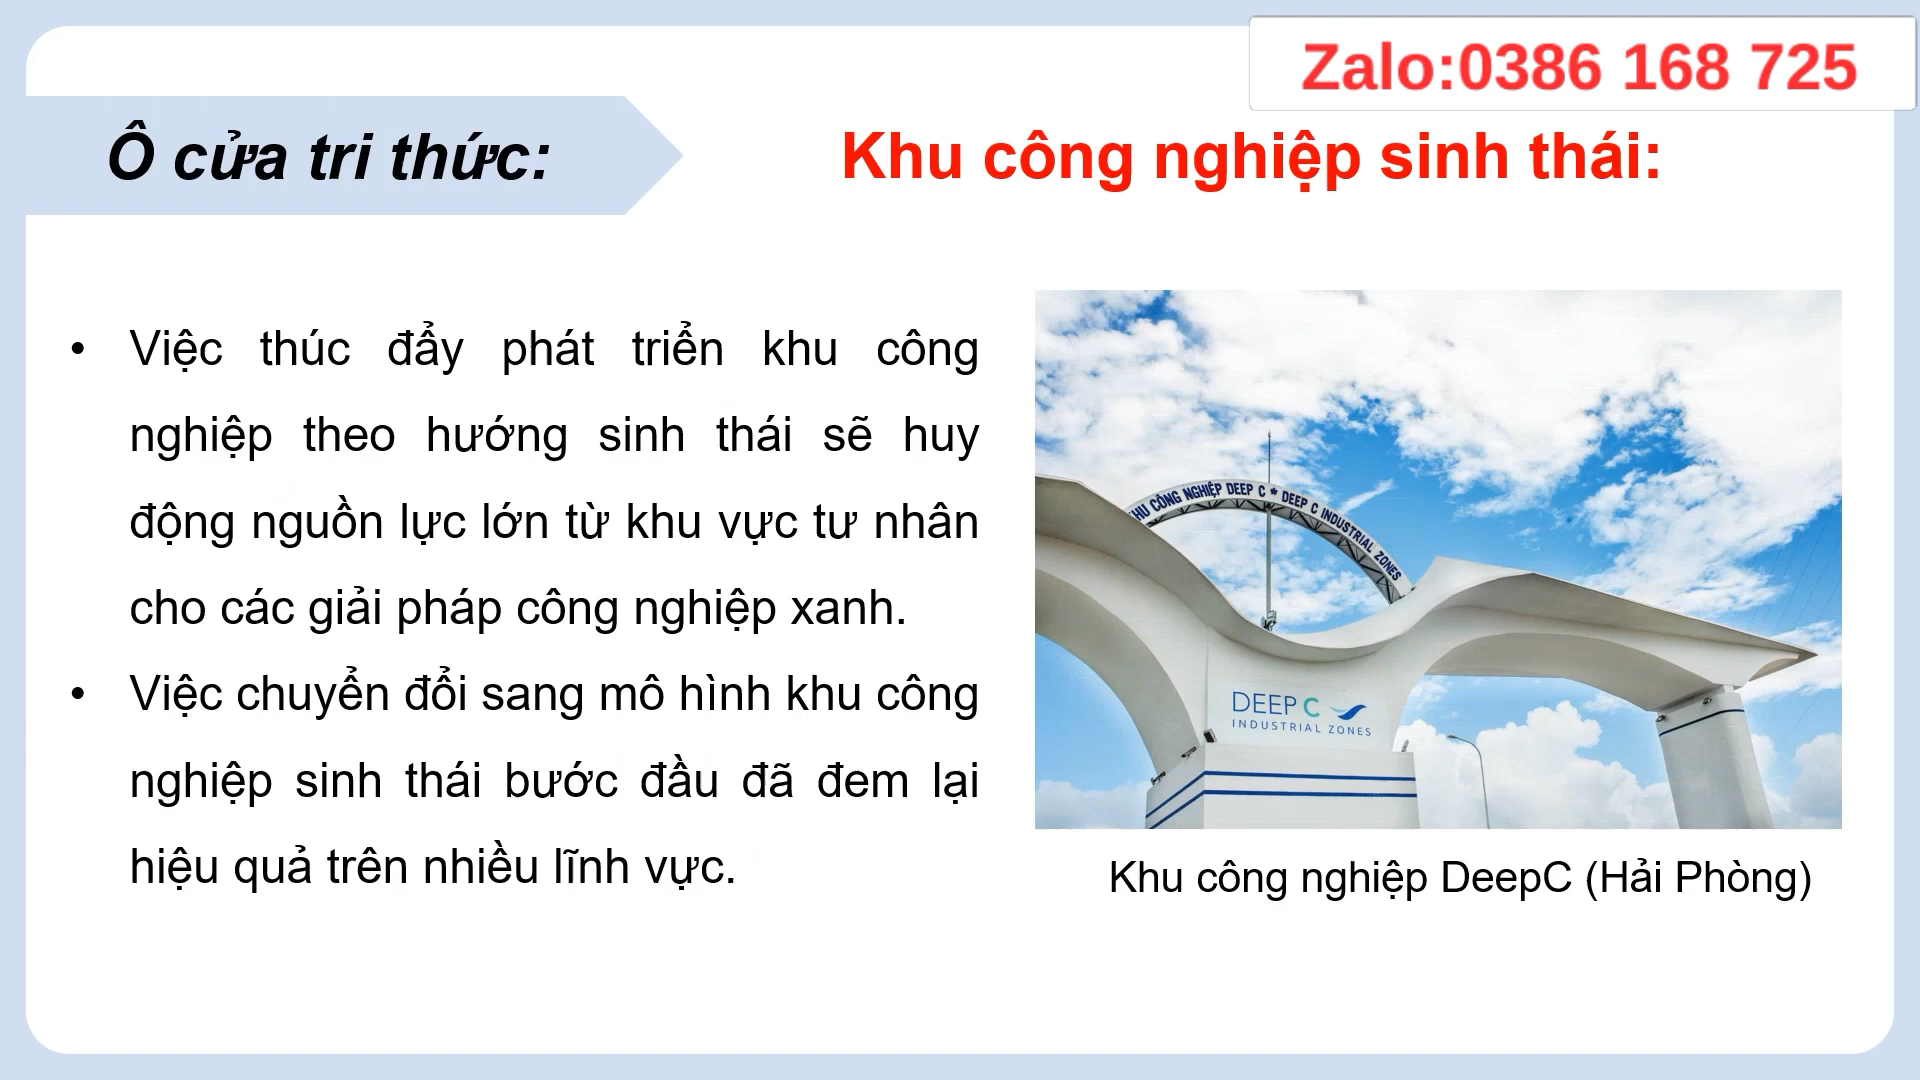 Zalo:0386 168 725
Ô cửa tri thức:
Khu công nghiệp sinh thái:
• Việc thúc đẩy phát triển khu công
nghiệp theo hướng sinh thái sẽ huy
động nguồn lực lớn từ khu vực tư nhân
cho các giải pháp công nghiệp xanh.
• Việc chuyển đổi sang mô hình khu công
nghiệp sinh thái bước đầu đã đem lại
hiệu quả trên nhiều lĩnh vực.
KHU CÔNG NGHIỆP DEEP C * DEEP C INDUSTRIAL ZONES
DEEP C
INDUSTRIAL ZONES
Khu công nghiệp DeepC (Hải Phòng)